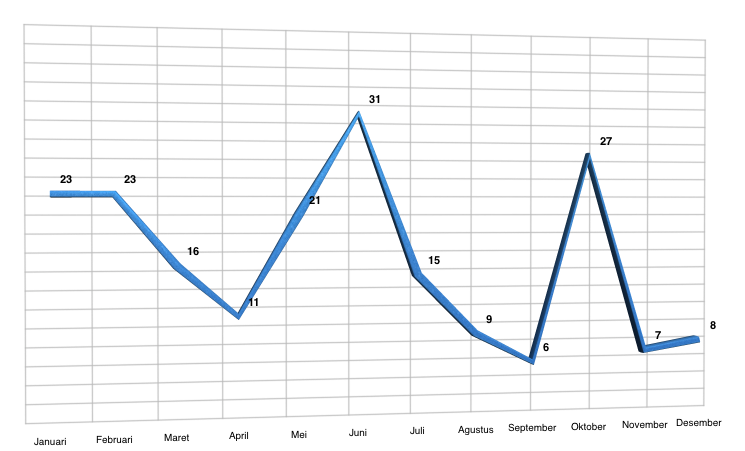 31
27
23
23
21
16
15
11
9
8
7
6
Januari
Februari
Maret
April
Mei
Juni
Juli
Agustus
September
Oktober
November
Desember